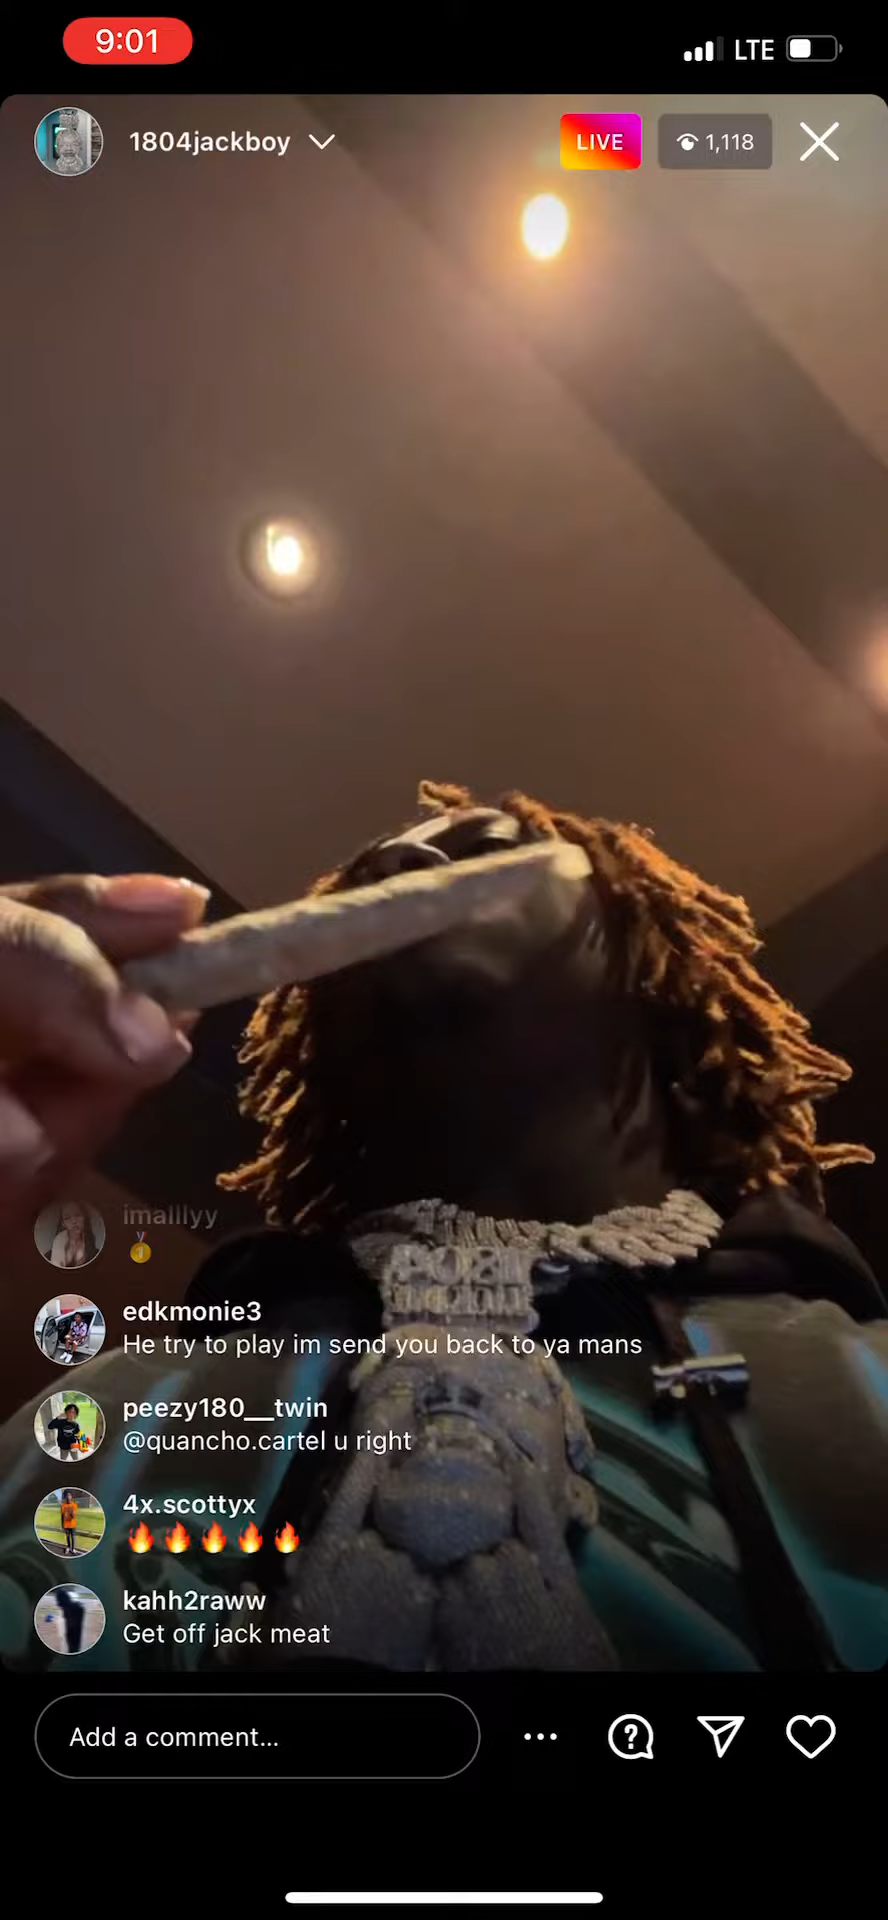 9:01
LTE
1804jackboy
LIVE
1,118
imalllyy
edkmonie3
He try to play im send you back to ya mans
peezy180__twin
@quancho.cartel u right
4x.scottyx
🔥🔥🔥🔥🔥
kahh2raww
Get off jack meat
Add a comment...